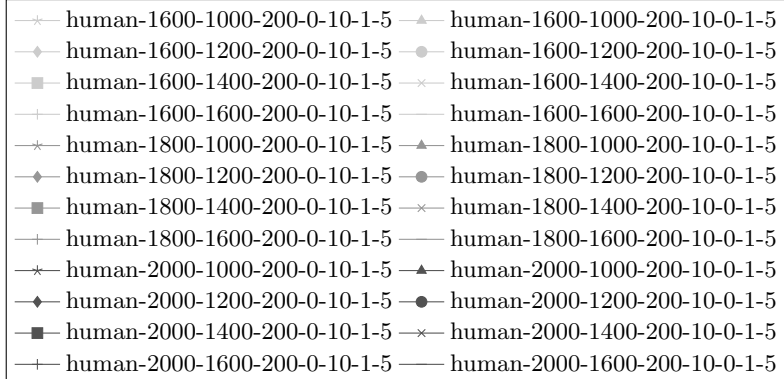 human-1600-1000-200-0-10-1-5 human-1600-1000-200-10-0-1-5
human-1600-1200-200-0-10-1-5 human-1600-1200-200-10-0-1-5
human-1600-1400-200-0-10-1-5 human-1600-1400-200-10-0-1-5
human-1600-1600-200-0-10-1-5 human-1600-1600-200-10-0-1-5
human-1800-1000-200-0-10-1-5 human-1800-1000-200-10-0-1-5
human-1800-1200-200-0-10-1-5 human-1800-1200-200-10-0-1-5
human-1800-1400-200-0-10-1-5 human-1800-1400-200-10-0-1-5
human-1800-1600-200-0-10-1-5 human-1800-1600-200-10-0-1-5
human-2000-1000-200-0-10-1-5 human-2000-1000-200-10-0-1-5
human-2000-1200-200-0-10-1-5 human-2000-1200-200-10-0-1-5
human-2000-1400-200-0-10-1-5 human-2000-1400-200-10-0-1-5
human-2000-1600-200-0-10-1-5 human-2000-1600-200-10-0-1-5